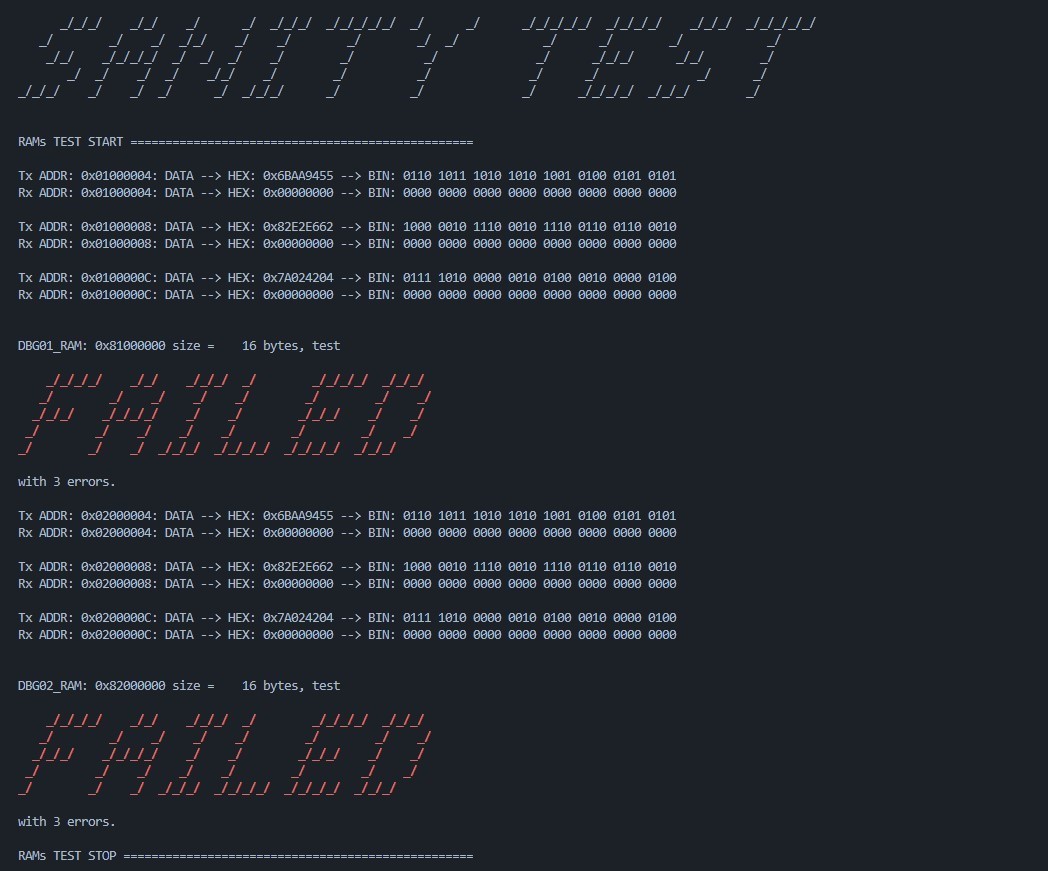 SANITY TEST
RAMs TEST START =================================================
Tx ADDR: 0x01000004: DATA --> HEX: 0x6BAA9455 --> BIN: 0110 1011 1010 1010 1001 0100 0101 0101
Rx ADDR: 0x01000004: DATA --> HEX: 0x00000000 --> BIN: 0000 0000 0000 0000 0000 0000 0000 0000
Tx ADDR: 0x01000008: DATA --> HEX: 0x82E2E662 --> BIN: 1000 0010 1110 0010 1110 0110 0110 0010
Rx ADDR: 0x01000008: DATA --> HEX: 0x00000000 --> BIN: 0000 0000 0000 0000 0000 0000 0000 0000
Tx ADDR: 0x0100000C: DATA --> HEX: 0x7A024204 --> BIN: 0111 1010 0000 0010 0100 0010 0000 0100
Rx ADDR: 0x0100000C: DATA --> HEX: 0x00000000 --> BIN: 0000 0000 0000 0000 0000 0000 0000 0000
DBG01_RAM: 0x81000000 size =    16 bytes, test
FAILED
with 3 errors.
Tx ADDR: 0x02000004: DATA --> HEX: 0x6BAA9455 --> BIN: 0110 1011 1010 1010 1001 0100 0101 0101
Rx ADDR: 0x02000004: DATA --> HEX: 0x00000000 --> BIN: 0000 0000 0000 0000 0000 0000 0000 0000
Tx ADDR: 0x02000008: DATA --> HEX: 0x82E2E662 --> BIN: 1000 0010 1110 0010 1110 0110 0110 0010
Rx ADDR: 0x02000008: DATA --> HEX: 0x00000000 --> BIN: 0000 0000 0000 0000 0000 0000 0000 0000
Tx ADDR: 0x0200000C: DATA --> HEX: 0x7A024204 --> BIN: 0111 1010 0000 0010 0100 0010 0000 0100
Rx ADDR: 0x0200000C: DATA --> HEX: 0x00000000 --> BIN: 0000 0000 0000 0000 0000 0000 0000 0000
DBG02_RAM: 0x82000000 size =    16 bytes, test
FAILED
with 3 errors.
RAMs TEST STOP ==================================================